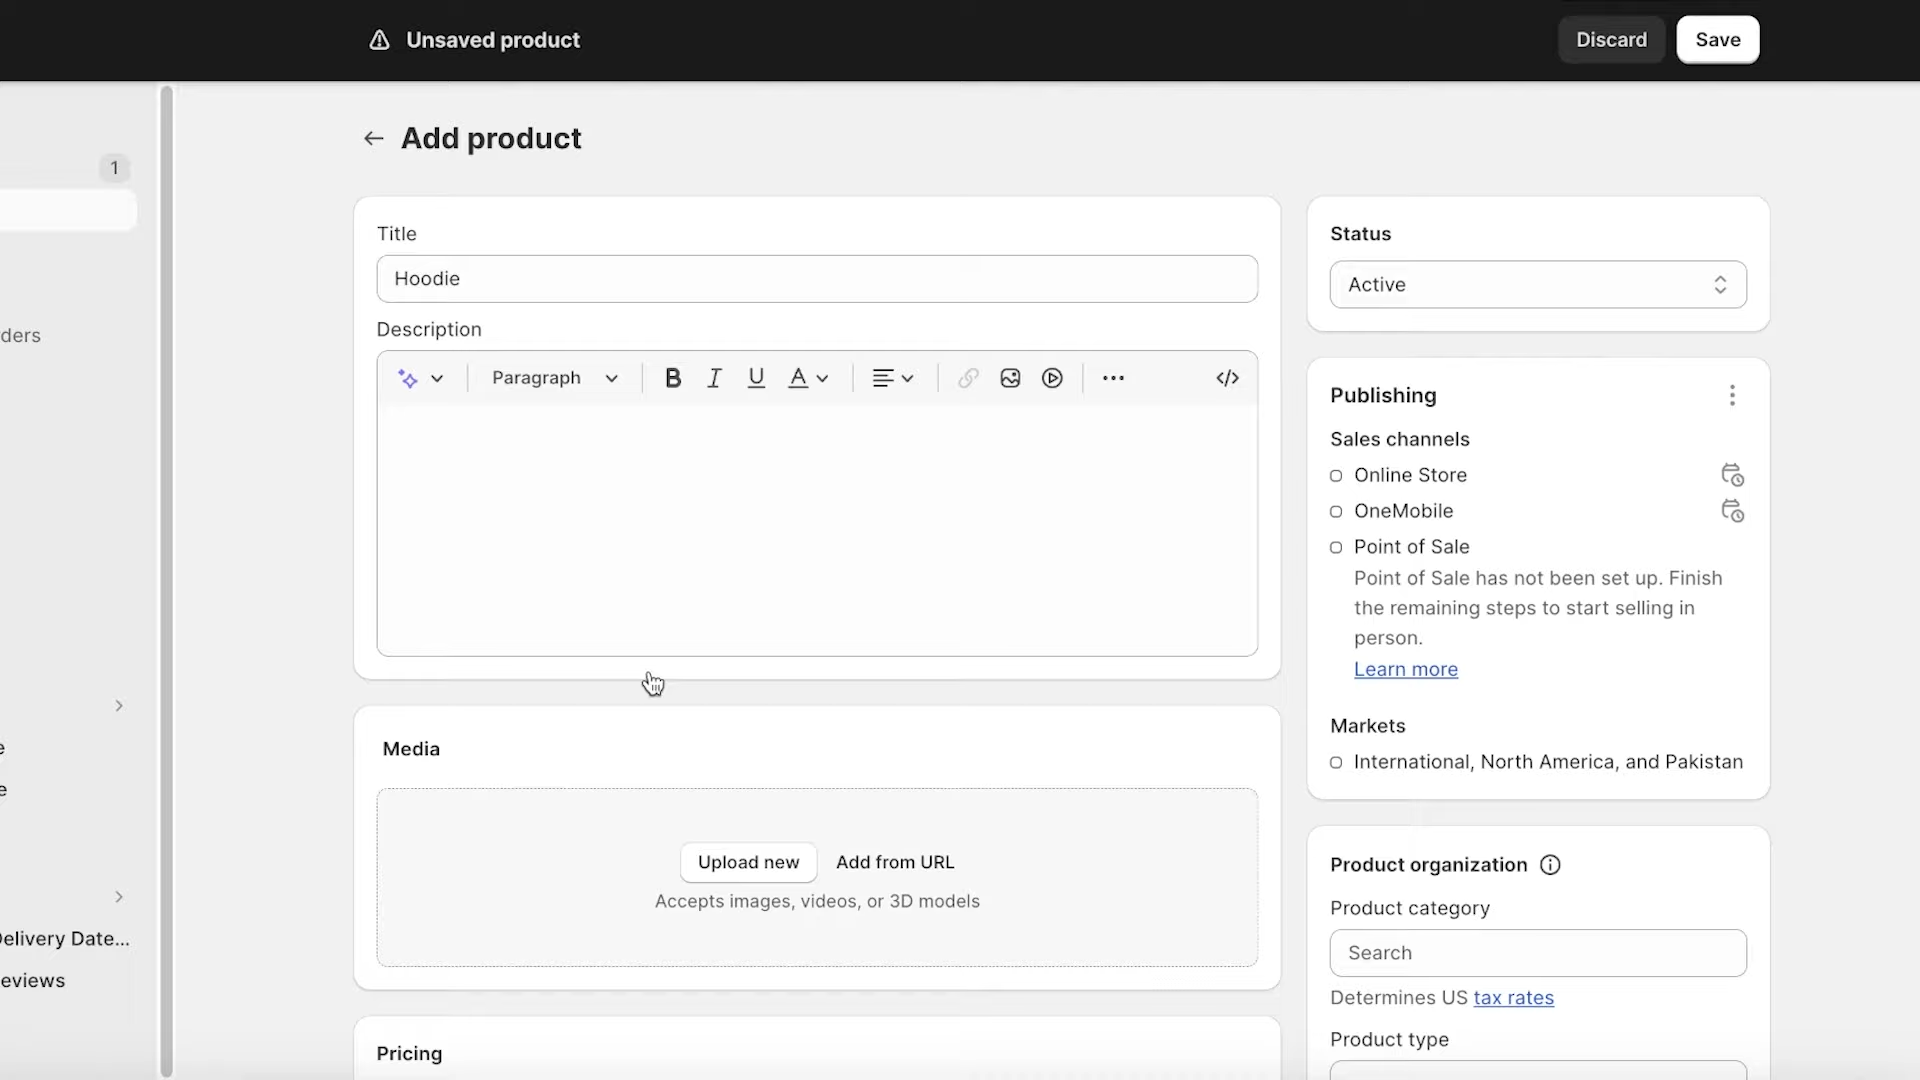 Unsaved product
Discard
Save
1
ders
e
e
elivery Date...
eviews
Add product
Title
Hoodie
Description
Paragraph
B I U A
Media
Upload new
Add from URL
Accepts images, videos, or 3D models
Pricing
Status
Active
Publishing
Sales channels
Online Store
OneMobile
Point of Sale
Point of Sale has not been set up. Finish
the remaining steps to start selling in
person.
Learn more
Markets
International, North America, and Pakistan
Product organization
Product category
Search
Determines US tax rates
Product type